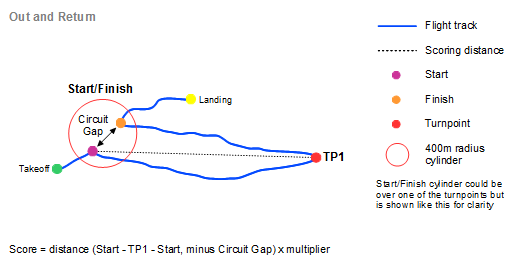 Out and Return
Start/Finish
Circuit
Gap
Landing
Takeoff
TP1
Flight track
Scoring distance
Start
Finish
Turnpoint
400m radius
cylinder
Start/Finish cylinder could be
over one of the turnpoints but
is shown like this for clarity
Score = distance (Start - TP1 - Start, minus Circuit Gap) x multiplier